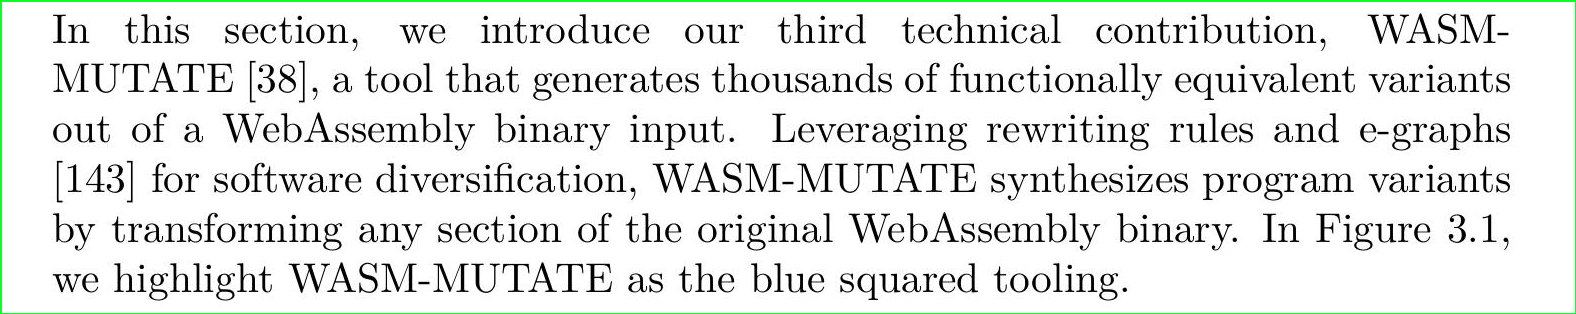 In this section, we introduce our third technical contribution, WASM-
MUTATE [38], a tool that generates thousands of functionally equivalent variants
out of a WebAssembly binary input. Leveraging rewriting rules and e-graphs
[143] for software diversification, WASM-MUTATE synthesizes program variants
by transforming any section of the original WebAssembly binary. In Figure 3.1,
we highlight WASM-MUTATE as the blue squared tooling.